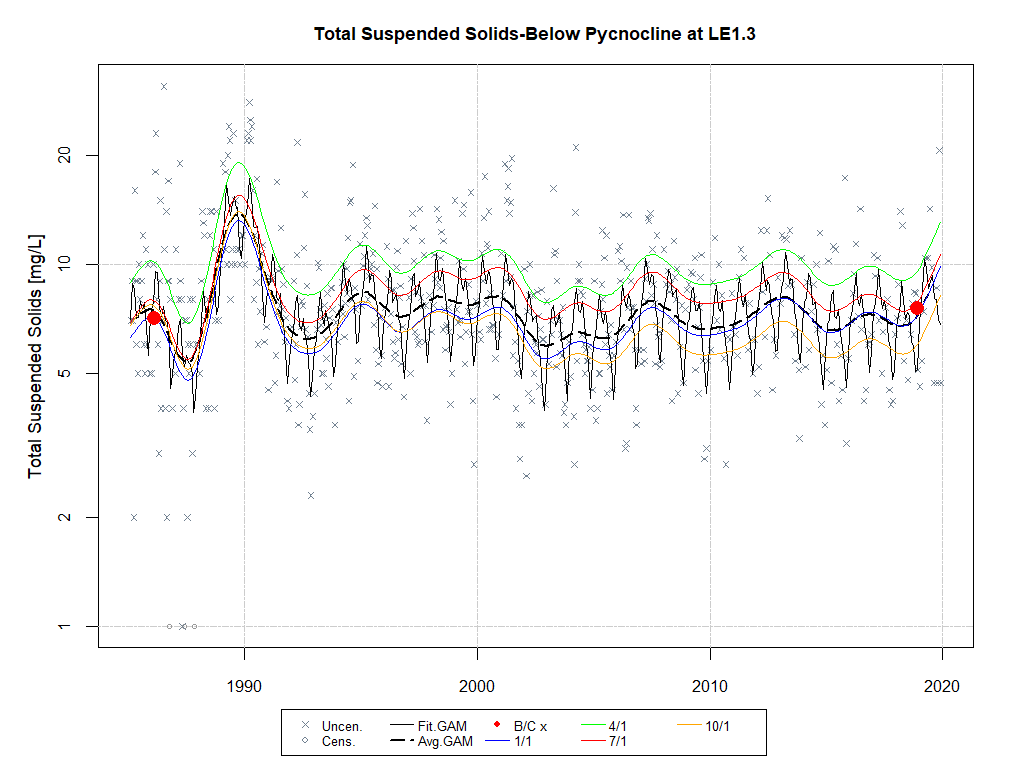 Total Suspended Solids-Below Pycnocline at LE1.3
Total Suspended Solids [mg/L]
20
10
5
2
1
1990 2000 2010 2020
Uncen. Fit.GAM B/C x 4/1 10/1
Cens. Avg.GAM 1/1 7/1